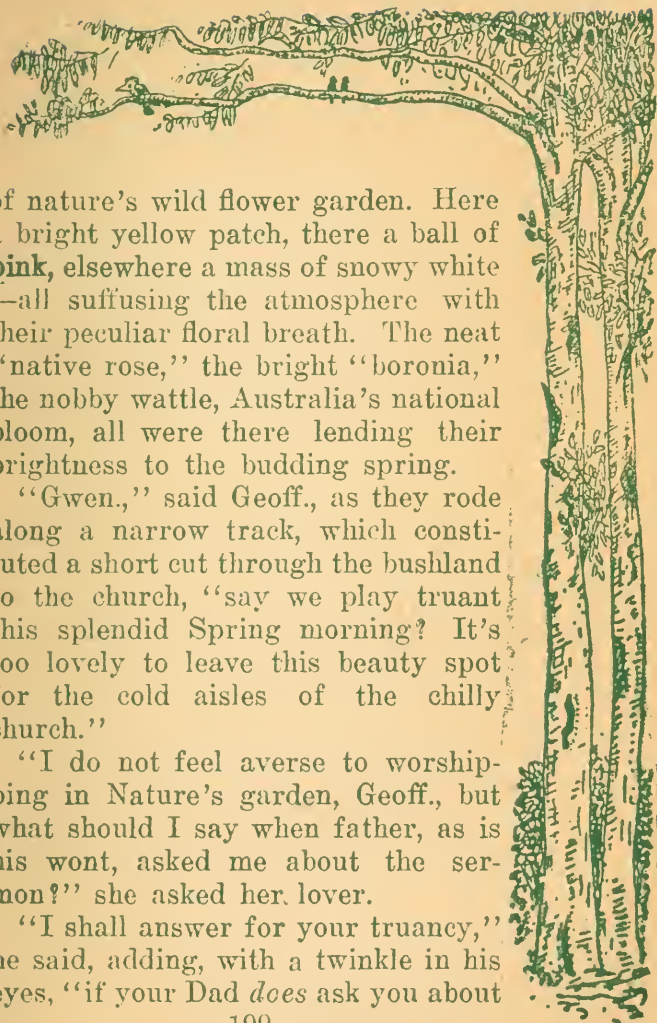 of nature's wild flower garden. Here
bright yellow patch, there a ball of
pink, elsewhere a mass of snowy white
—all suffusing the atmosphere with
their peculiar floral breath. The neat
"native rose," the bright "boronia,"
the nobby wattle, Australia's national
bloom, all were there lending their
brightness to the budding spring.
"Gwen.," said Geoff., as they rode
along a narrow track, which consti-
tuted a short cut through the bushland
to the church, "say we play truant
this splendid Spring morning? It's
too lovely to leave this beauty spot
for the cold aisles of the chilly
church."
"I do not feel averse to worship-
ping in Nature's garden, Geoff., but
what should I say when father, as is
his wont, asked me about the ser-
mon?" she asked her lover.
"I shall answer for your truancy,"
he said, adding, with a twinkle in his
eyes, "if your Dad does ask you about